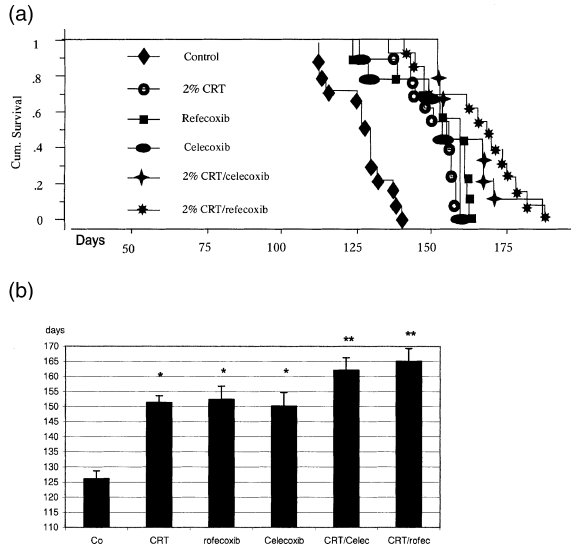 (a)
1
.8
.6
.4
.2
0
Cum. Survival
Control
2% CRT
Refecoxib
Celecoxib
2% CRT/celecoxib
2% CRT/refecoxib
Days 50 75 100 125 150 175
(b)
days
170
165
160
155
150
145
140
135
130
125
120
115
110
* * * ** **
Co CRT rofecoxib Celecoxib CRT/Celec CRT/rofec